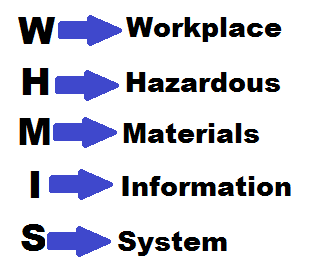 W Workplace
H Hazardous
M Materials
I Information
S System